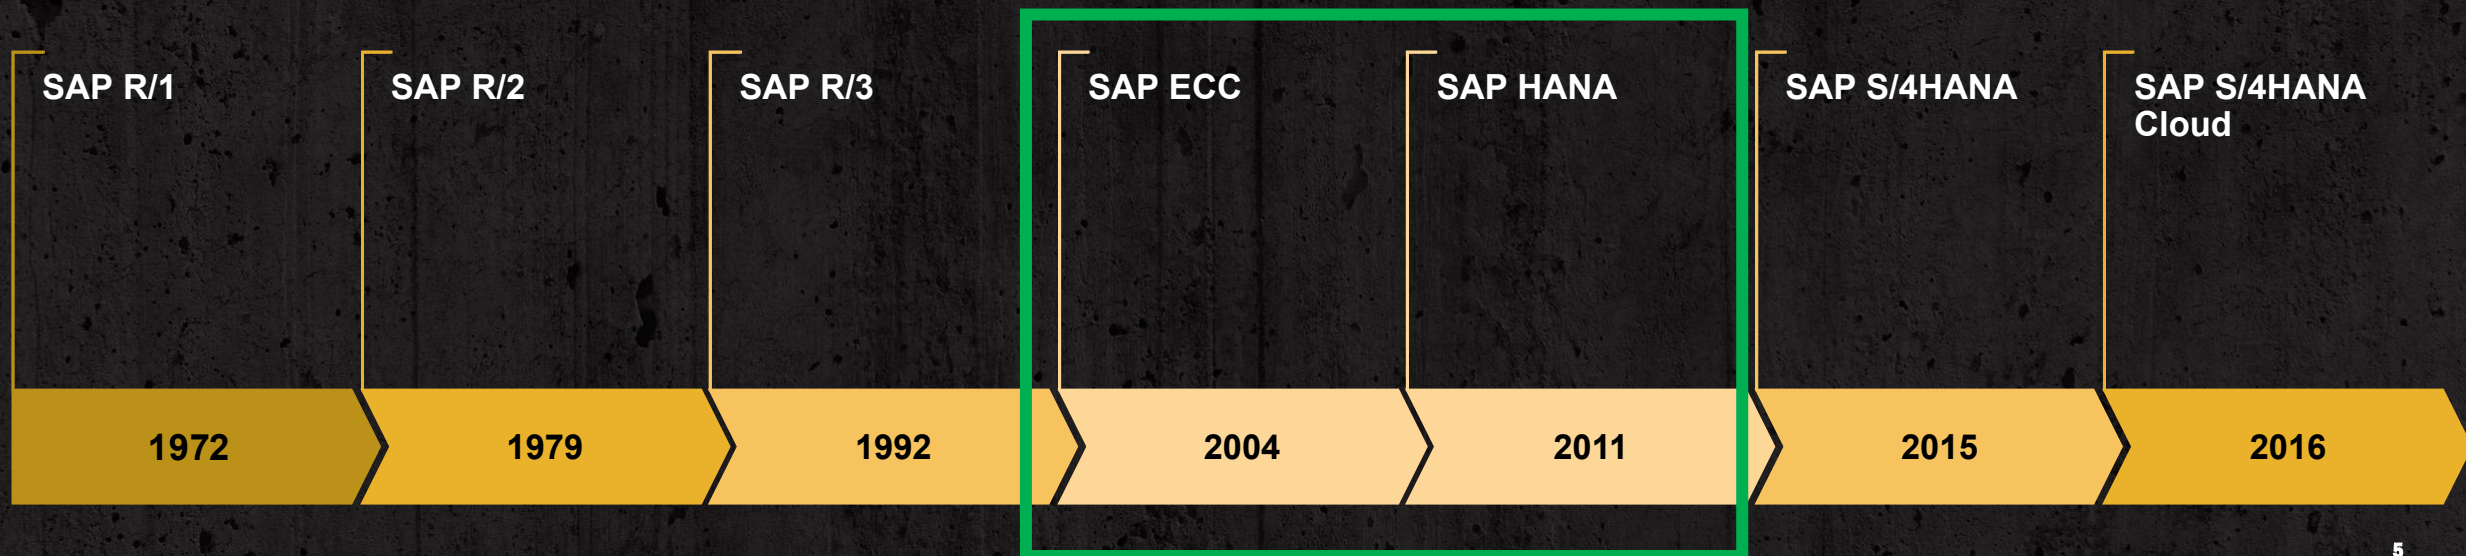 SAP R/1
SAP R/2
SAP R/3
SAP ECC
SAP HANA
SAP S/4HANA
SAP S/4HANA
Cloud
1972
1979
1992
2004
2011
2015
2016
5